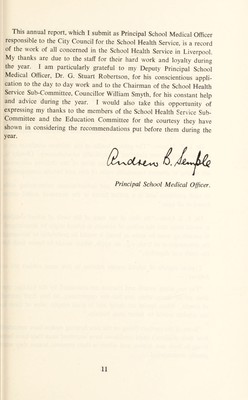 This annual report, which I submit as Principal School Medical Officer
responsible to the City Council for the School Health Service, is a record
of the work of all concerned in the School Health Service in Liverpool.
My thanks are due to the staff for their hard work and loyalty during
the year. I am particularly grateful to my Deputy Principal School
Medical Officer, Dr. G. Stuart Robertson, for his conscientious appli-
cation to the day to day work and to the Chairman of the School Health
Service Sub-Committee, Councillor William Smyth, for his constant help
and advice during the year. I would also take this opportunity of
expressing my thanks to the members of the School Health Service Sub-
Committee and the Education Committee for the courtesy they have
shown in considering the recommendations put before them during the
year.
Andrew B. Semple
Principal School Medical Officer.
11